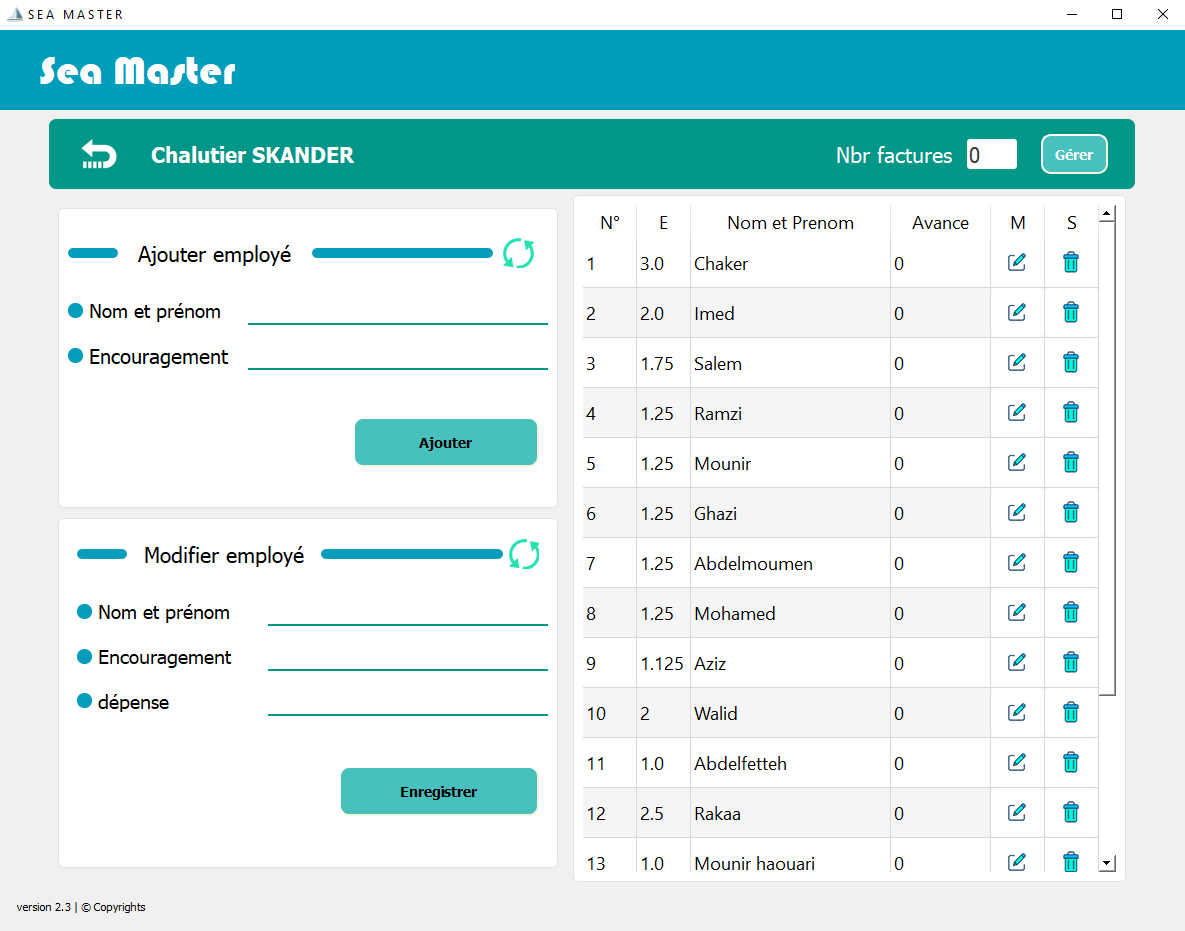 SEA MASTER
Sea Master
Chalutier SKANDER
Nbr factures 0 Gérer
Ajouter employé
Nom et prénom
Encouragement
Ajouter
Modifier employé
Nom et prénom
Encouragement
dépense
Enregistrer
N° E Nom et Prenom Avance M S
1 3.0 Chaker 0
2 2.0 Imed 0
3 1.75 Salem 0
4 1.25 Ramzi 0
5 1.25 Mounir 0
6 1.25 Ghazi 0
7 1.25 Abdelmoumen 0
8 1.25 Mohamed 0
9 1.125 Aziz 0
10 2 Walid 0
11 1.0 Abdelfetteh 0
12 2.5 Rakaa 0
13 1.0 Mounir haouari 0
version 2.3 | © Copyrights